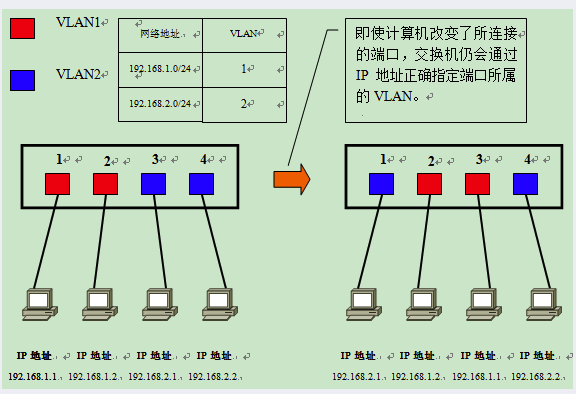 VLAN1
VLAN2
网络地址 VLAN
192.168.1.0/24 1
192.168.2.0/24 2
即使计算机改变了所连接
的端口，交换机仍会通过
IP 地址正确指定端口所属
的 VLAN。
1 2 3 4
1 2 3 4
IP 地址 IP 地址 IP 地址 IP 地址
192.168.1.1 192.168.1.2 192.168.2.1 192.168.2.2
IP 地址 IP 地址 IP 地址 IP 地址
192.168.2.1 192.168.1.2 192.168.1.1 192.168.2.2